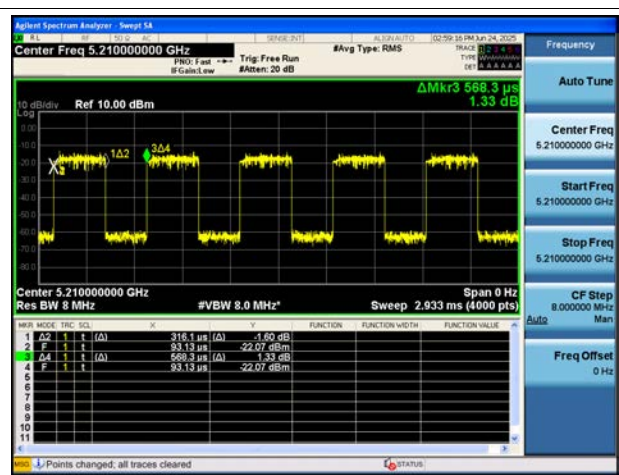 Agilent Spectrum Analyzer - Swept SA
RL RF 50 Ω AC SENSE:INT ALIGNAUTO 02:59:16 PM Jun 24, 2025
Center Freq 5.210000000 GHz #Avg Type: RMS TRACE 1 2 3 4 5 6
PNO: Fast Trig: Free Run TYPE
IFGain:Low #Atten: 20 dB DET A A A A A A
Frequency
Auto Tune
Center Freq
5.210000000 GHz
Start Freq
5.210000000 GHz
Stop Freq
5.210000000 GHz
CF Step
8.000000 MHz
Auto Man
Freq Offset
0 Hz
ΔMkr3 568.3 µs
1.33 dB
10 dB/div Ref 10.00 dBm
Log
0.00
-10.0
-20.0
-30.0
-40.0
-50.0
-60.0
-70.0
-80.0
1Δ2
3Δ4
Center 5.210000000 GHz Span 0 Hz
Res BW 8 MHz #VBW 8.0 MHz* Sweep 2.933 ms (4000 pts)
MKR MODE TRC SCL X Y FUNCTION FUNCTION WIDTH FUNCTION VALUE
1 Δ2 1 t (Δ) 316.1 µs (Δ) -1.60 dB
2 F 1 t 93.13 µs -22.07 dBm
3 Δ4 1 t (Δ) 568.3 µs (Δ) 1.33 dB
4 F 1 t 93.13 µs -22.07 dBm
5
6
7
8
9
10
11
MSG Points changed; all traces cleared STATUS